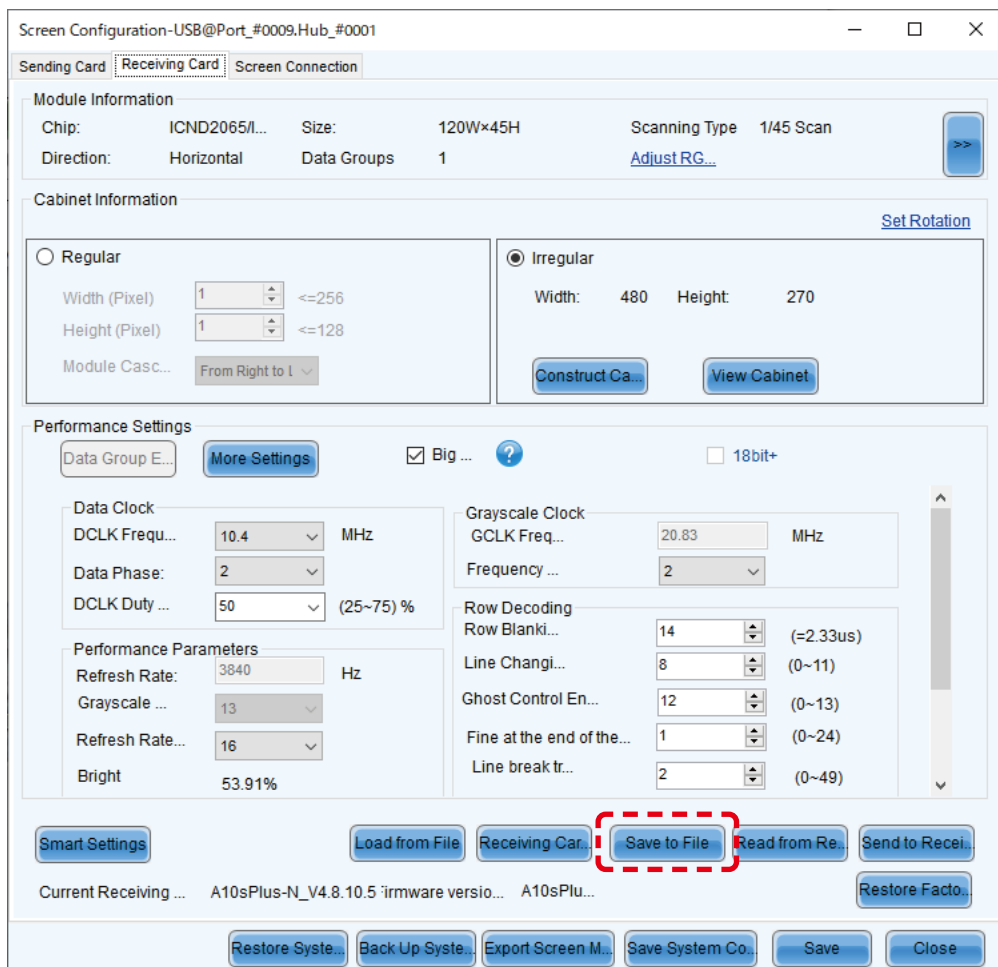 Screen Configuration-USB@Port_#0009.Hub_#0001
Sending Card Receiving Card Screen Connection
Module Information
Chip: ICND2065/I... Size: 120W×45H Scanning Type 1/45 Scan
Direction: Horizontal Data Groups 1 Adjust RG...
>>
Cabinet Information
Set Rotation
Regular
Width (Pixel) 1 <=256
Height (Pixel) 1 <=128
Module Casc... From Right to L
Irregular
Width: 480 Height: 270
Construct Ca... View Cabinet
Performance Settings
Data Group E... More Settings Big ... ? 18bit+
Data Clock
DCLK Frequ... 10.4 MHz
Data Phase: 2
DCLK Duty ... 50 (25~75) %
Performance Parameters
Refresh Rate: 3840 Hz
Grayscale ... 13
Refresh Rate... 16
Bright 53.91%
Grayscale Clock
GCLK Freq... 20.83 MHz
Frequency ... 2
Row Decoding
Row Blanki... 14 (=2.33us)
Line Changi... 8 (0~11)
Ghost Control En... 12 (0~13)
Fine at the end of the... 1 (0~24)
Line break tr... 2 (0~49)
Smart Settings Load from File Receiving Car... Save to File Read from Re... Send to Recei...
Current Receiving ... A10sPlus-N_V4.8.10.5 Firmware versio... A10sPlu... Restore Facto...
Restore Syste... Back Up Syste... Export Screen M... Save System Co... Save Close